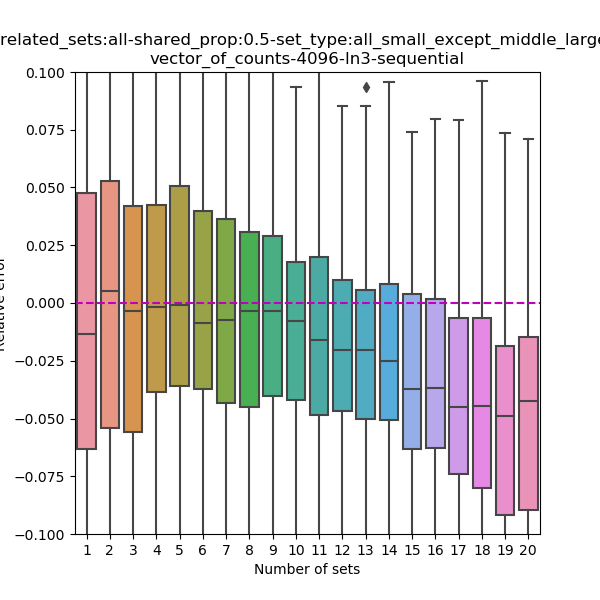 related_sets:all-shared_prop:0.5-set_type:all_small_except_middle_large
vector_of_counts-4096-ln3-sequential
0.100
0.075
0.050
0.025
0.000
−0.025
−0.050
−0.075
−0.100
Relative error
1 2 3 4 5 6 7 8 9 10 11 12 13 14 15 16 17 18 19 20
Number of sets